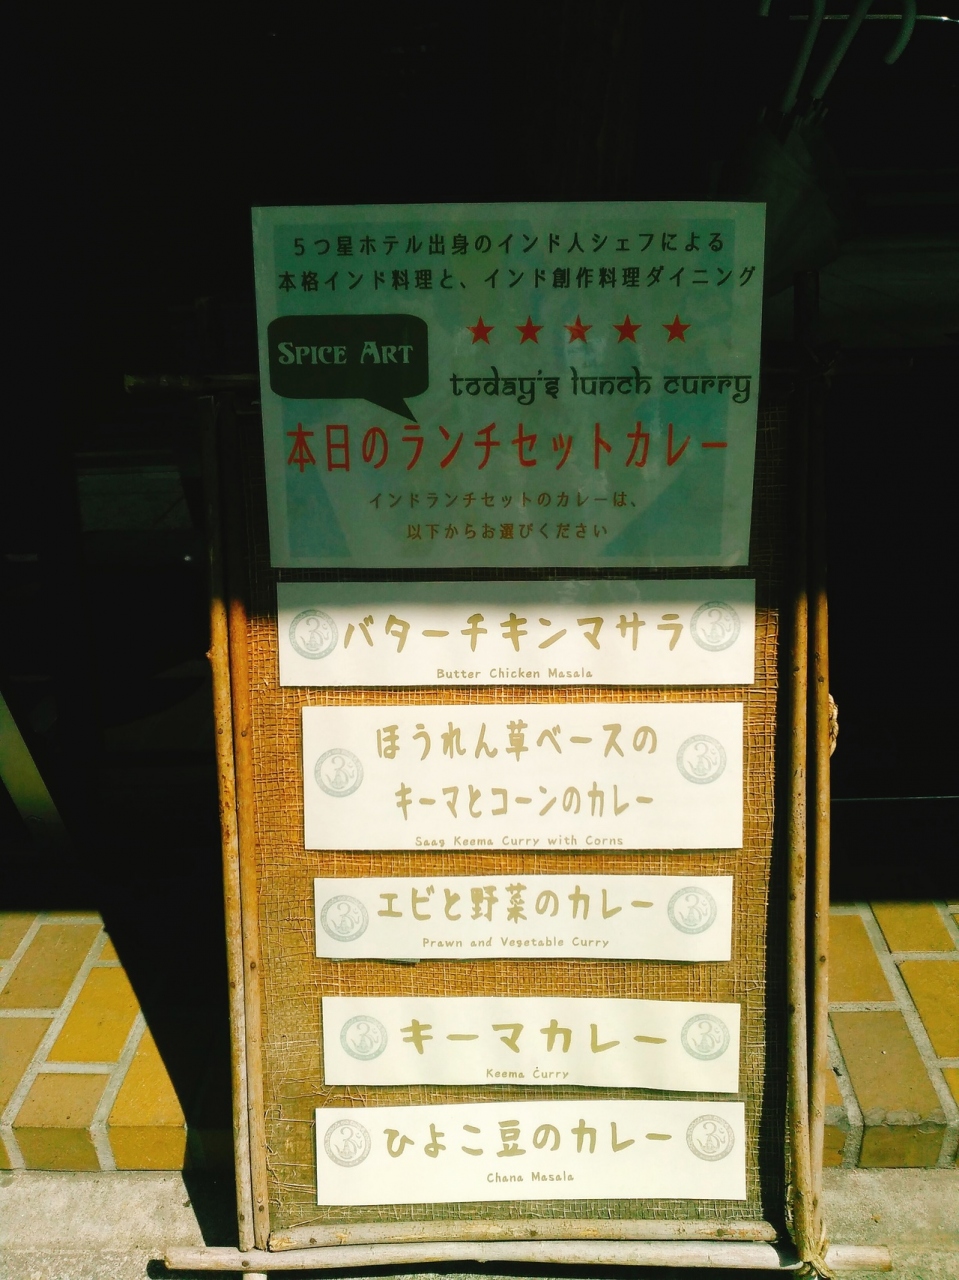 5つ星ホテル出身のインド人シェフによる
本格インド料理と、インド創作料理ダイニング
SPICE ART
★★★★★
today's lunch curry
本日のランチセットカレー
インドランチセットのカレーは、
以下からお選びください
バターチキンマサラ
Butter Chicken Masala
ほうれん草ベースの
キーマとコーンのカレー
Saag Keema Curry with Corns
エビと野菜のカレー
Prawn and Vegetable Curry
キーマカレー
Keema Curry
ひよこ豆のカレー
Chana Masala